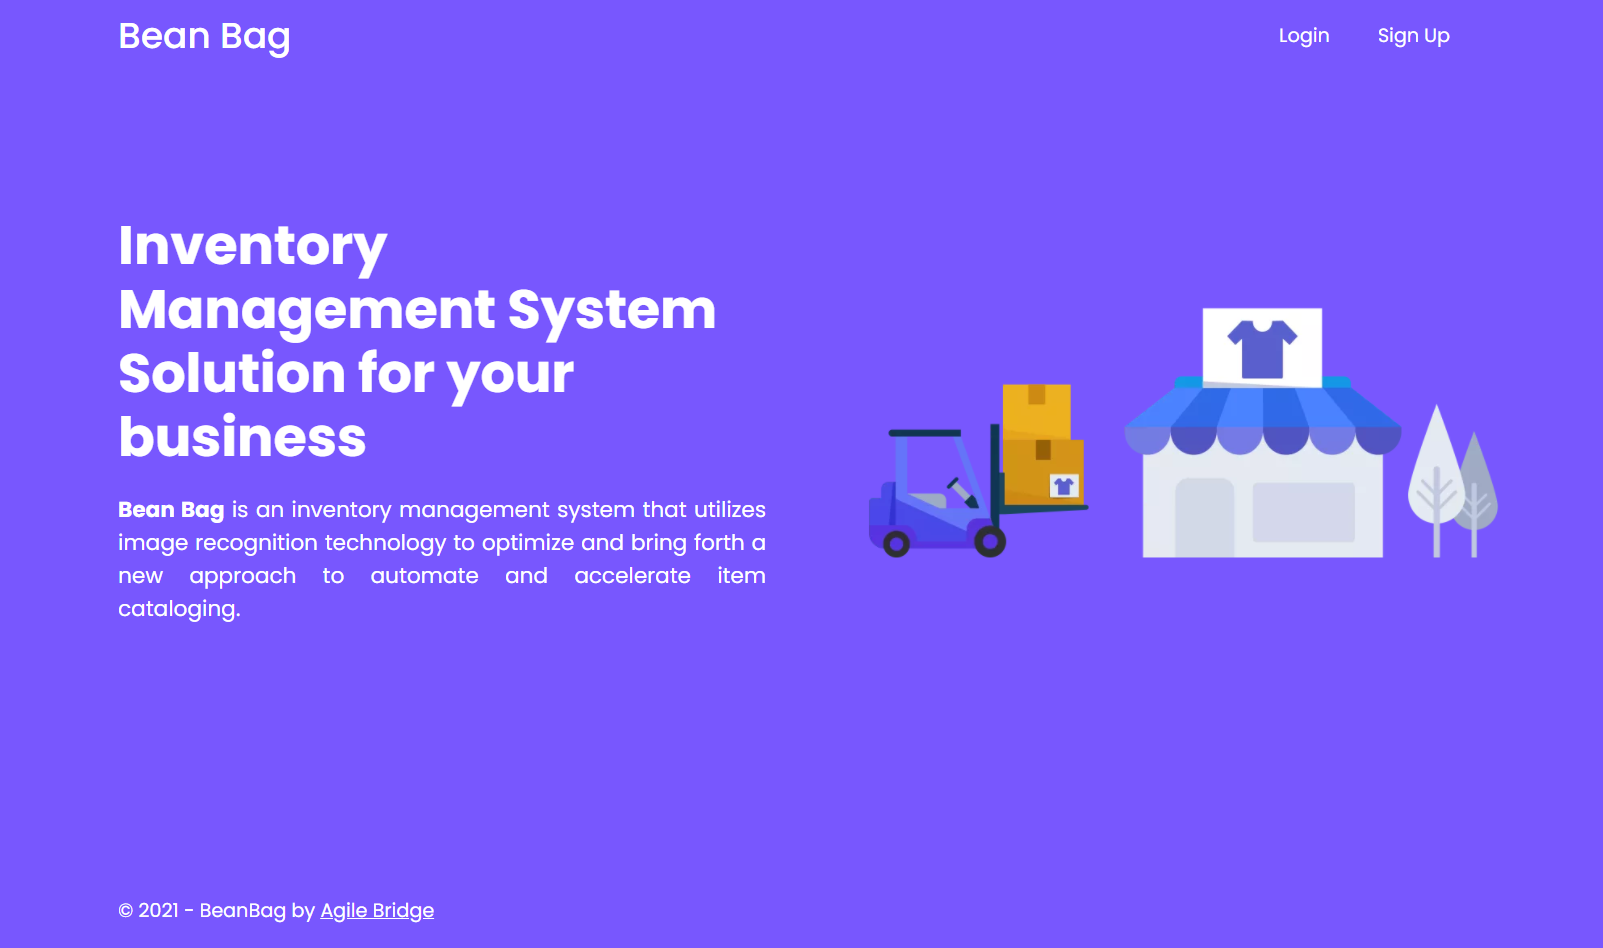 Bean Bag
Login
Sign Up
Inventory
Management System
Solution for your
business
Bean Bag is an inventory management system that utilizes
image recognition technology to optimize and bring forth a
new approach to automate and accelerate item
cataloging.
© 2021 - BeanBag by Agile Bridge